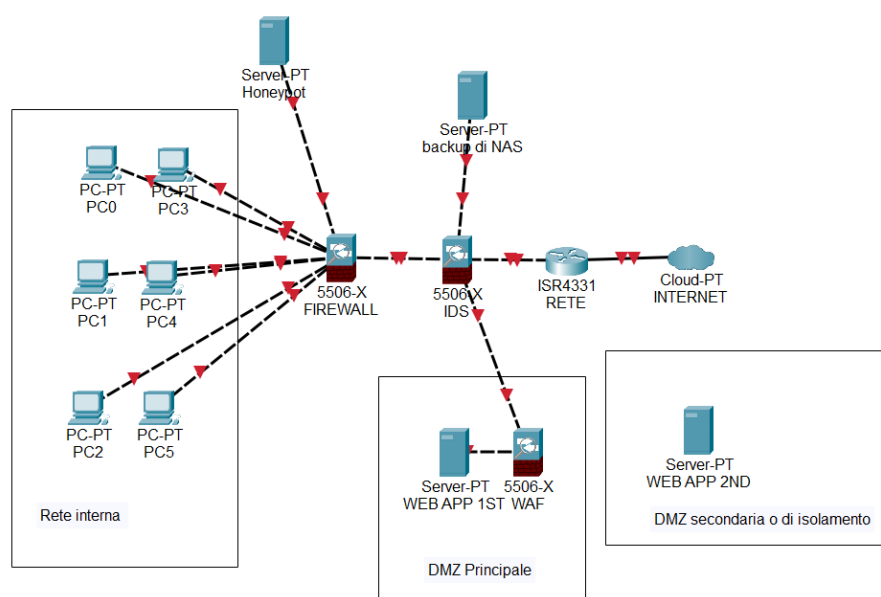 Server-PT
Honeypot
Server-PT
backup di NAS
PC-PT
PC0
PC-PT
PC3
PC-PT
PC1
PC-PT
PC4
5506-X
FIREWALL
5506-X
IDS
ISR4331
RETE
Cloud-PT
INTERNET
PC-PT
PC2
PC-PT
PC5
Server-PT
WEB APP 1ST
5506-X
WAF
Server-PT
WEB APP 2ND
Rete interna
DMZ Principale
DMZ secondaria o di isolamento